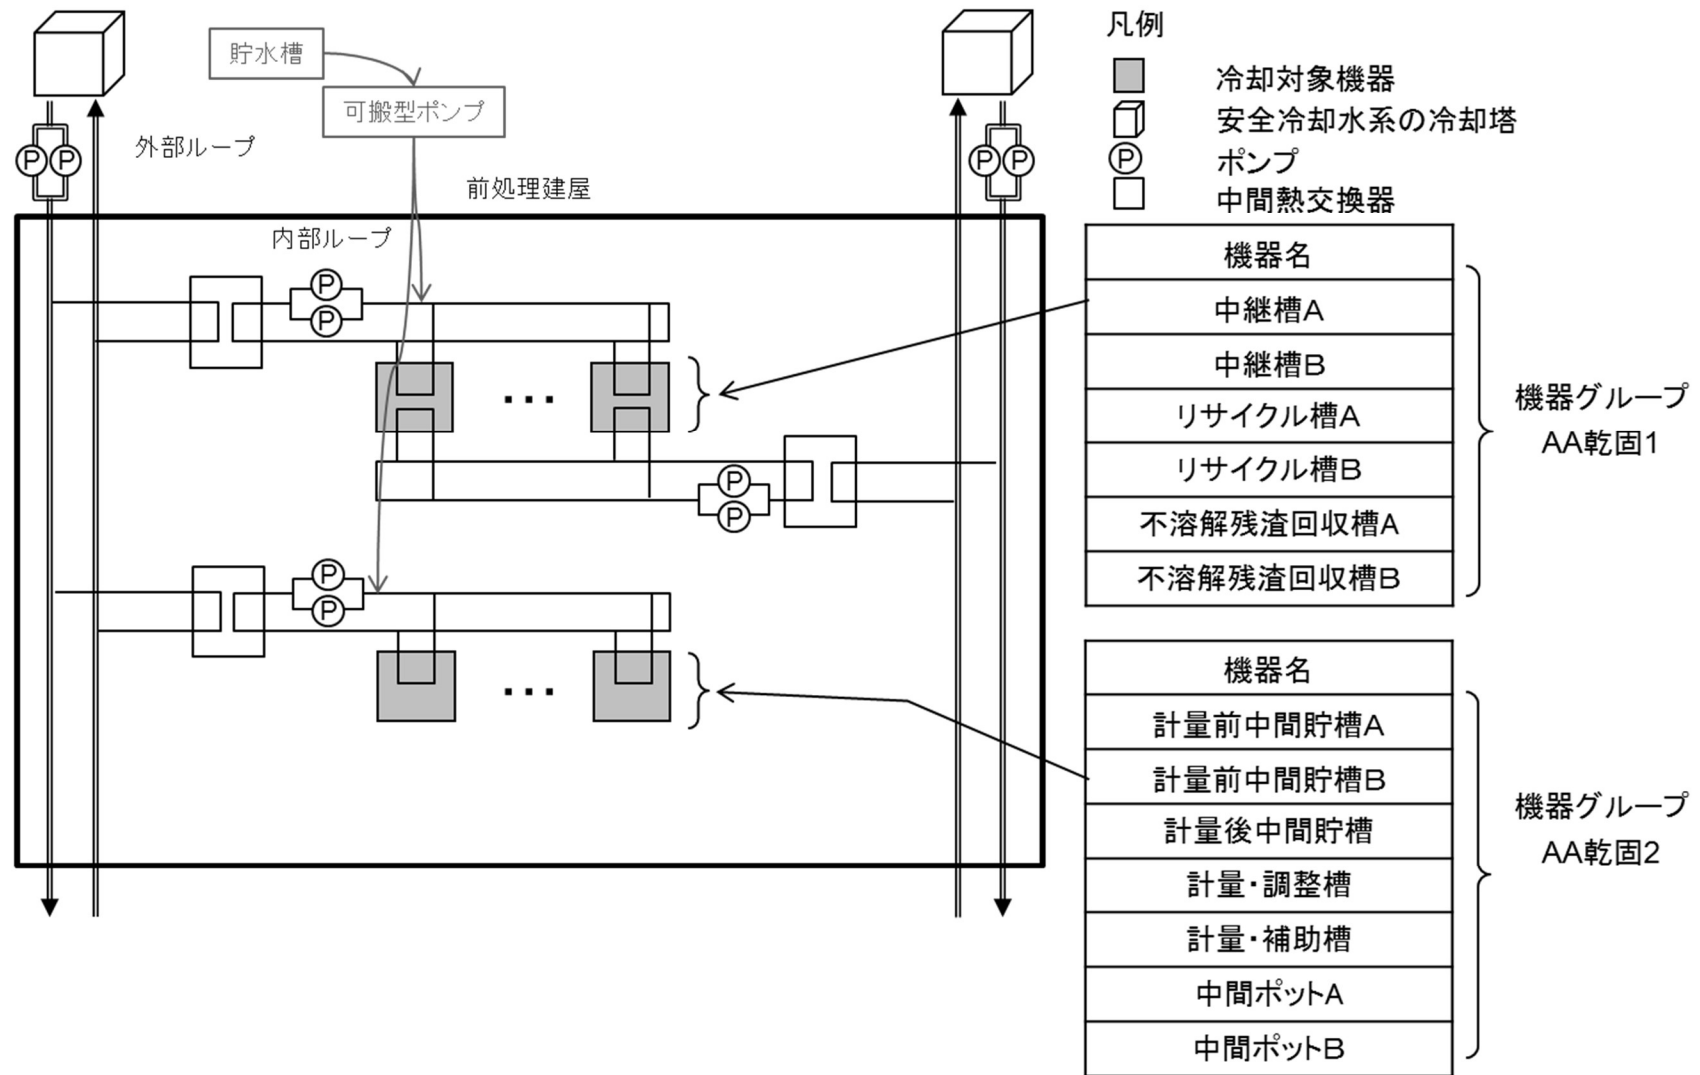 貯水槽
可搬型ポンプ
外部ループ
前処理建屋
内部ループ
P P
P P
P
P
P
P
P
P
凡例
冷却対象機器
安全冷却水系の冷却塔
P ポンプ
中間熱交換器
機器名
中継槽A
中継槽B
リサイクル槽A
リサイクル槽B
不溶解残渣回収槽A
不溶解残渣回収槽B
機器グループ
AA乾固1
機器名
計量前中間貯槽A
計量前中間貯槽B
計量後中間貯槽
計量・調整槽
計量・補助槽
中間ポットA
中間ポットB
機器グループ
AA乾固2